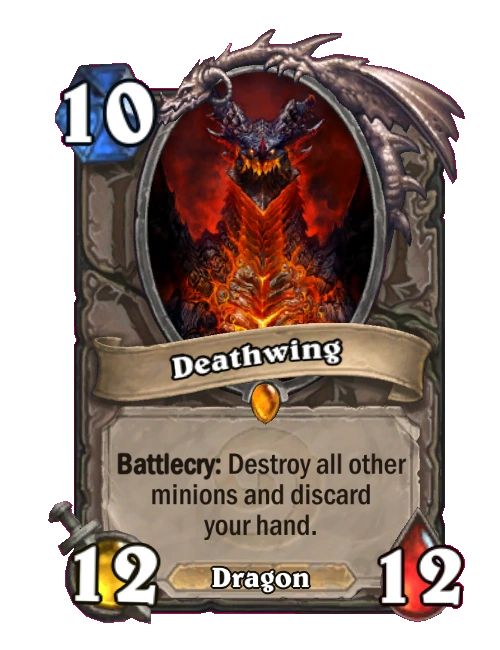 10
Deathwing
Battlecry: Destroy all other
minions and discard
your hand.
12
Dragon
12